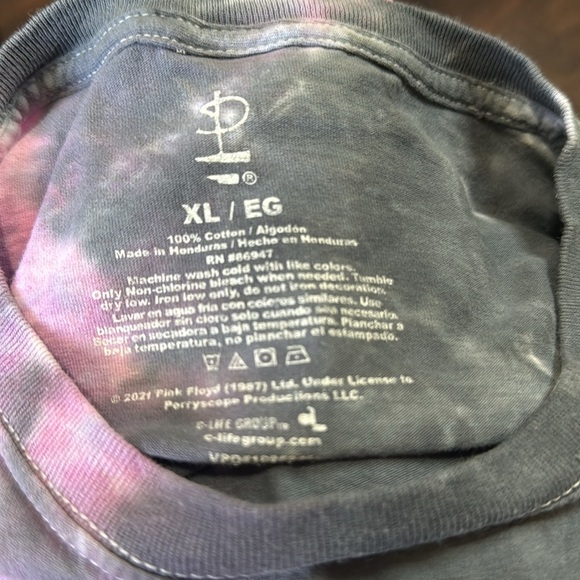 ®
XL / EG
100% Cotton / Algodón
Made in Honduras / Hecho en Honduras
RN #86947
Machine wash cold with like colors.
Only Non-chlorine bleach when needed. Tumble
dry low. Iron low only, do not iron decoration.
Lavar en agua fria con colores similares. Use
blanqueador sin cloro solo cuando sea necesario.
Secar en secadora a baja temperatura. Planchar a
baja temperatura, no planchar el estampado.
© 2021 Pink Floyd (1987) Ltd. Under License to
Perryscope Productions LLC.
c-LIFE GROUP™
c-lifegroup.com